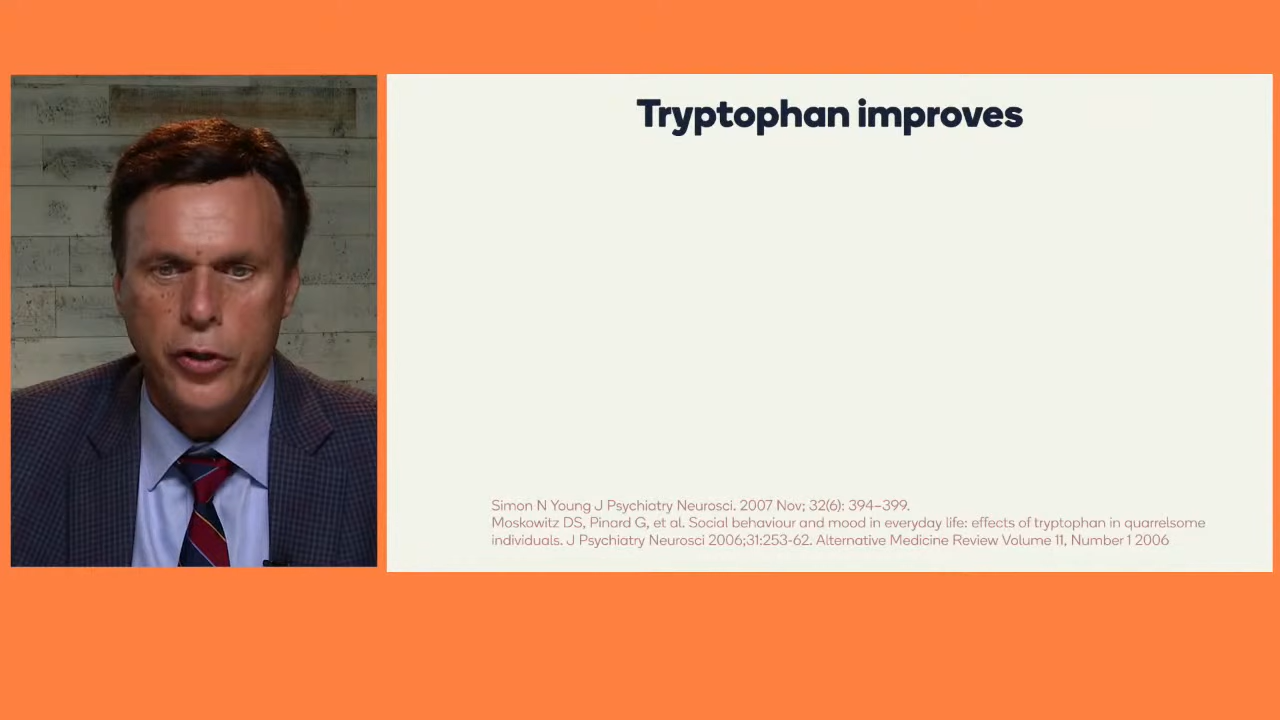 Tryptophan improves
Simon N Young J Psychiatry Neurosci. 2007 Nov; 32(6): 394–399.
Moskowitz DS, Pinard G, et al. Social behaviour and mood in everyday life: effects of tryptophan in quarrelsome
individuals. J Psychiatry Neurosci 2006;31:253-62. Alternative Medicine Review Volume 11, Number 1 2006